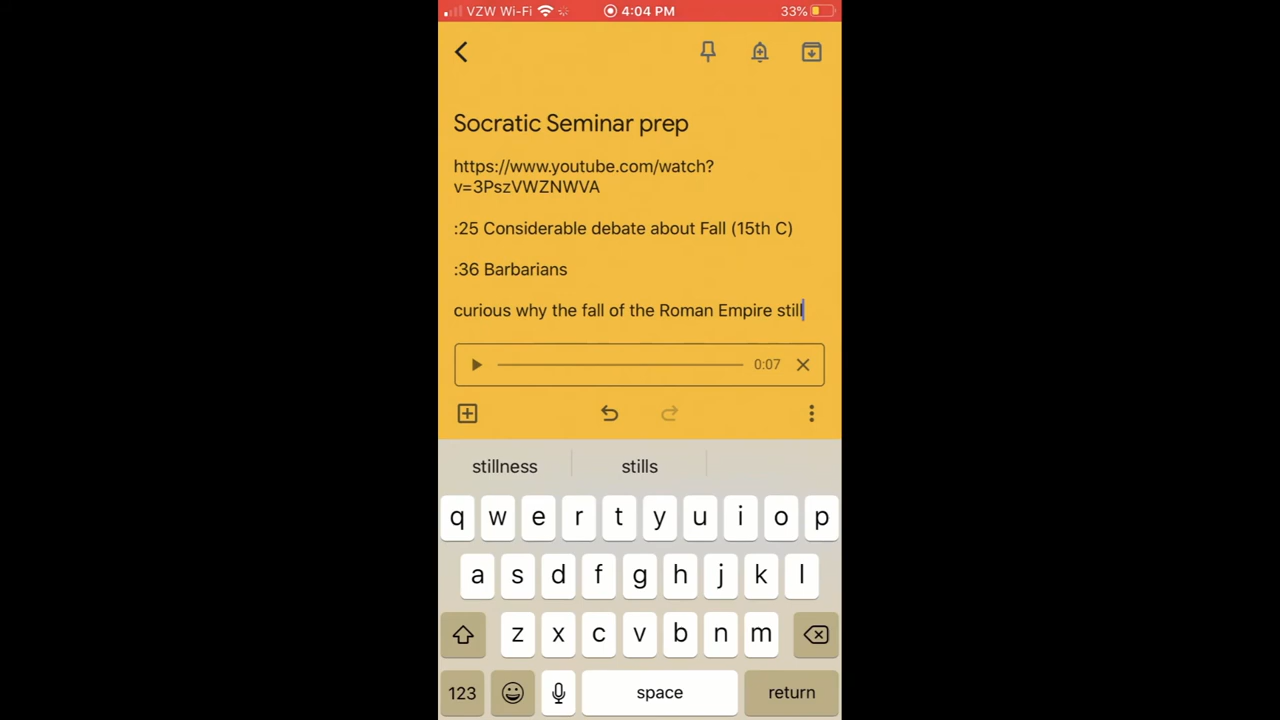 VZW Wi-Fi 4:04 PM 33%
Socratic Seminar prep
https://www.youtube.com/watch?
v=3PszVWZNWVA
:25 Considerable debate about Fall (15th C)
:36 Barbarians
curious why the fall of the Roman Empire still
0:07
stillness stills
q w e r t y u i o p
a s d f g h j k l
z x c v b n m
123 space return